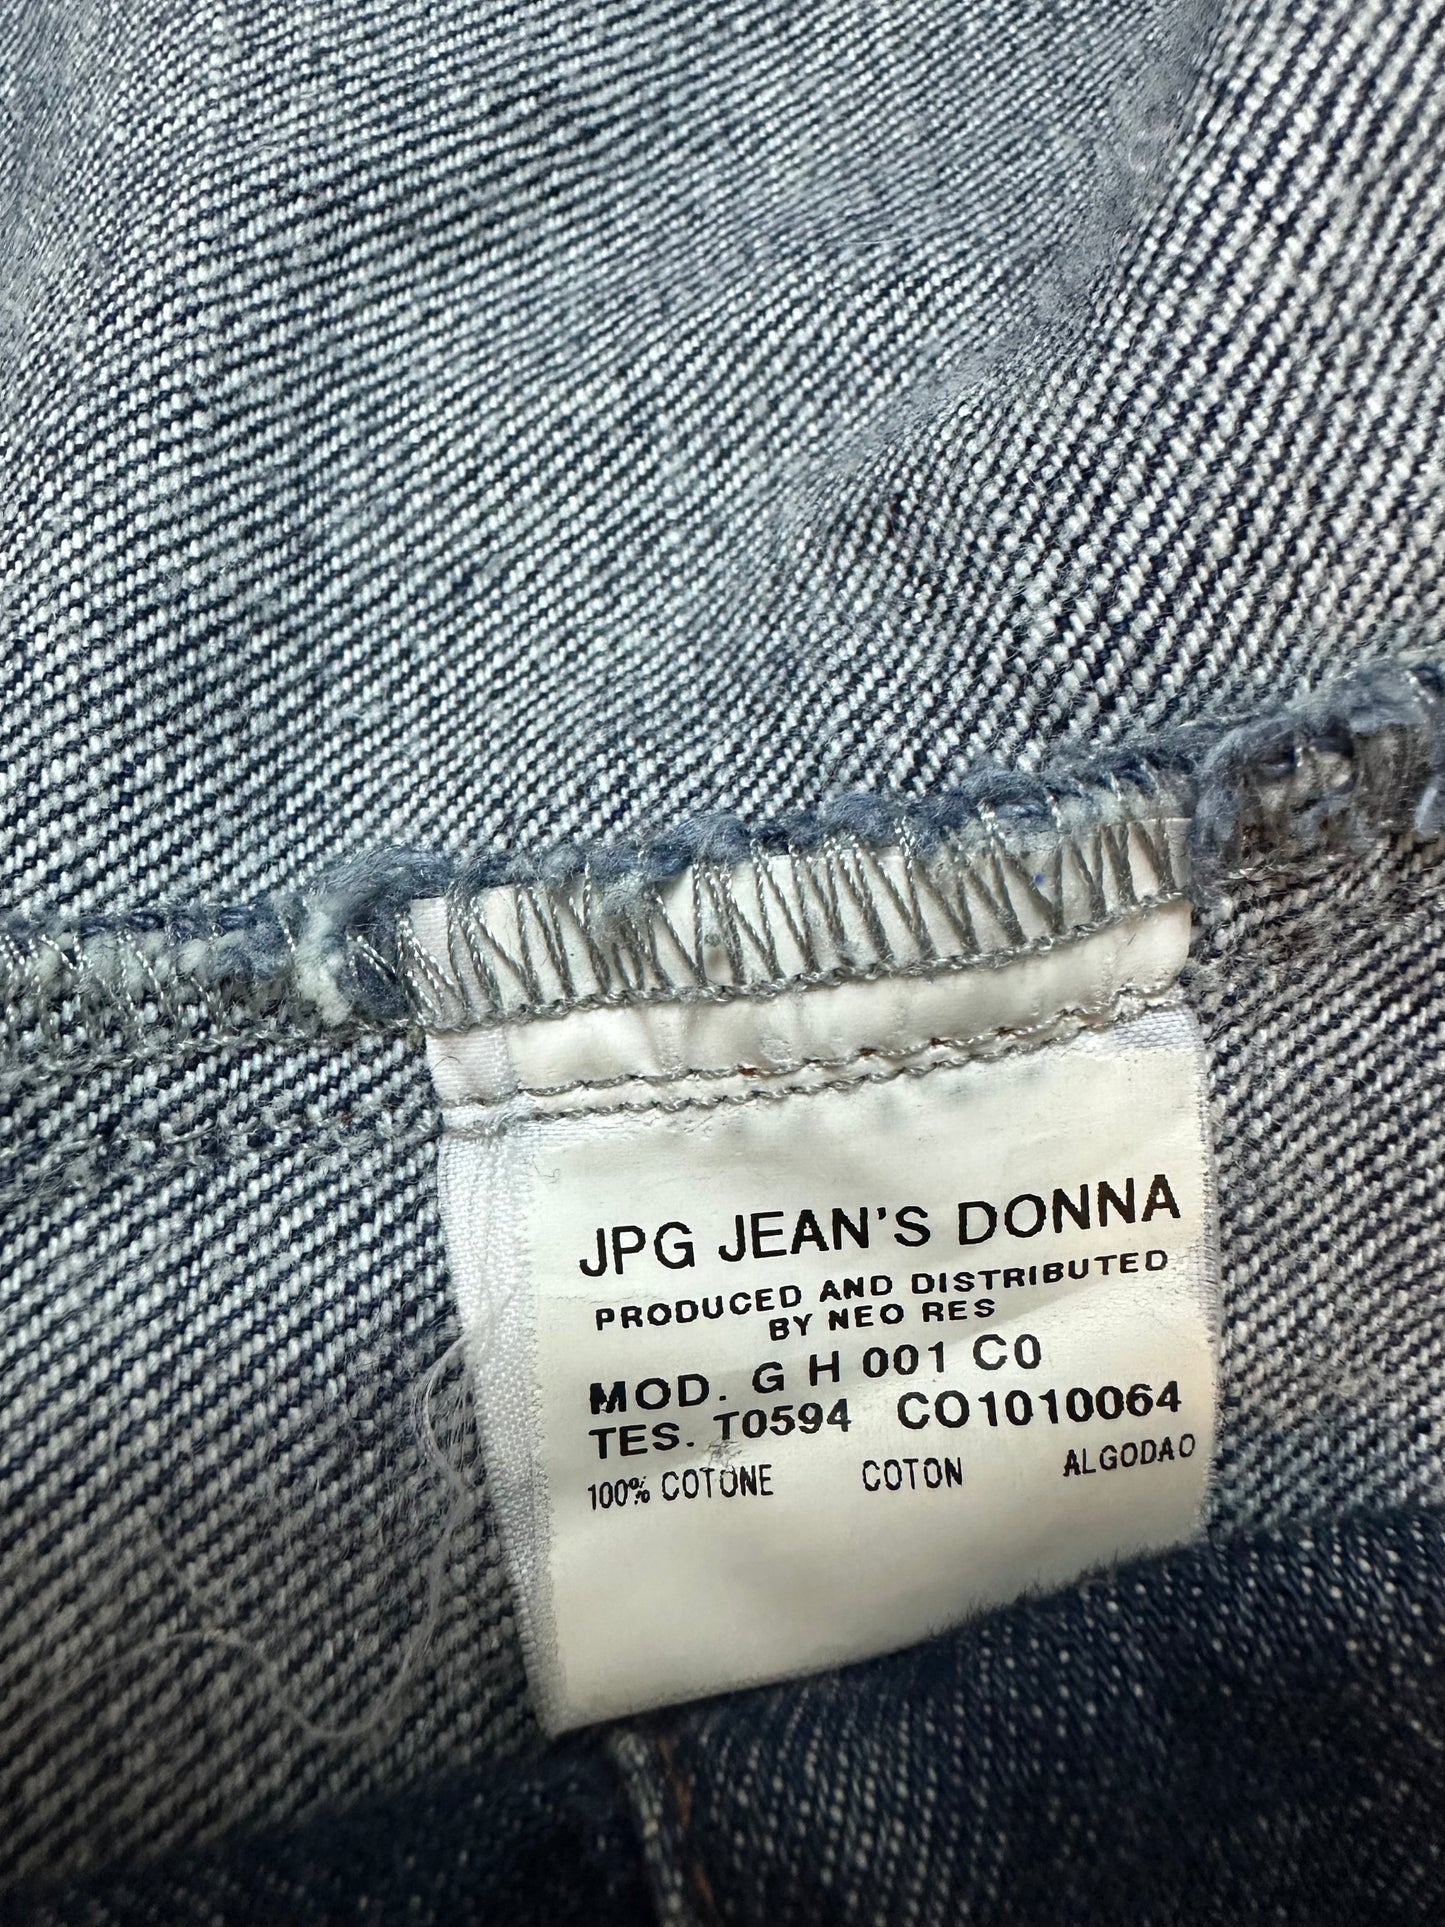 JPG JEAN'S DONNA
PRODUCED AND DISTRIBUTED
BY NEO RES
MOD. G H 001 C0
TES. T0594 CO1010064
100% COTONE COTON ALGODAO